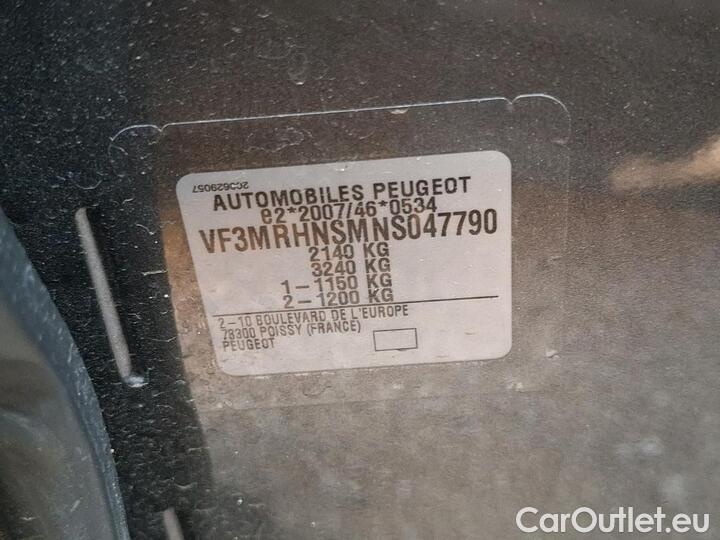 2C3629057
AUTOMOBILES PEUGEOT
e2*2007/46*0534
VF3MRHNSMNS047790
2140 KG
3240 KG
1-1150 KG
2-1200 KG
2-10 BOULEVARD DE L'EUROPE
78300 POISSY (FRANCE)
PEUGEOT
CarOutlet.eu